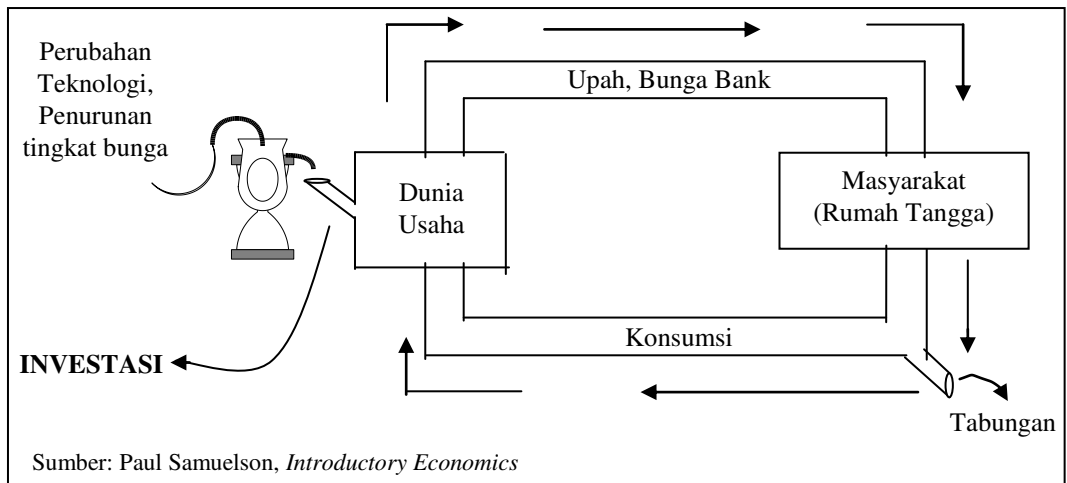 Perubahan
Teknologi,
Penurunan
tingkat bunga
Upah, Bunga Bank
Dunia
Usaha
Masyarakat
(Rumah Tangga)
Konsumsi
INVESTASI
Tabungan
Sumber: Paul Samuelson, Introductory Economics